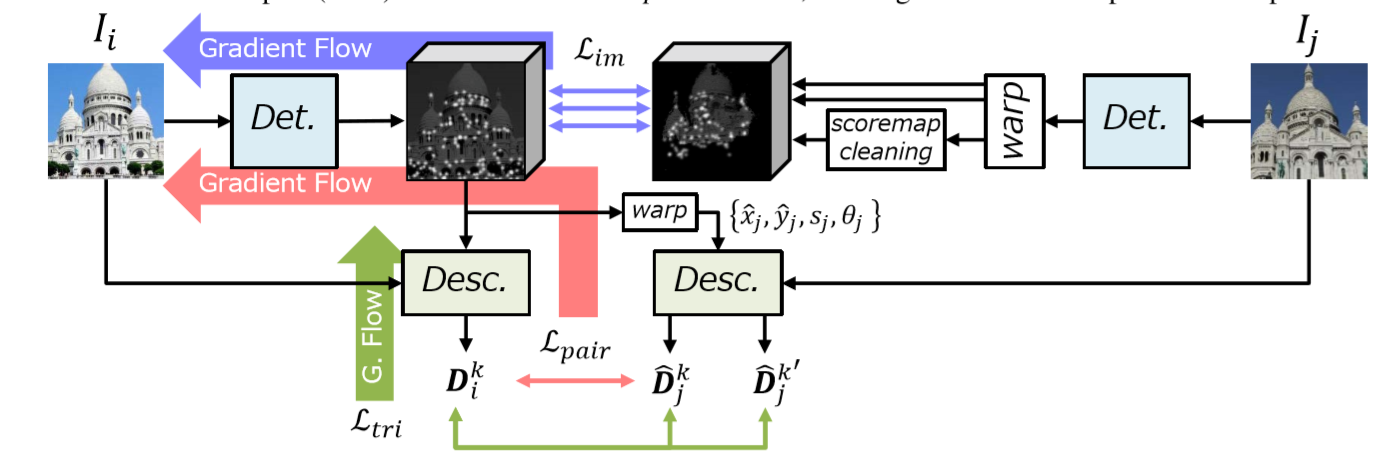 I_i
I_j
Gradient Flow
ℒ_im
Det.
scoremap
cleaning
warp
Det.
Gradient Flow
warp
{x̂_j, ŷ_j, s_j, θ_j}
Desc.
Desc.
G. Flow
ℒ_pair
D_i^k
D̂_j^k
D̂_j^k′
ℒ_tri